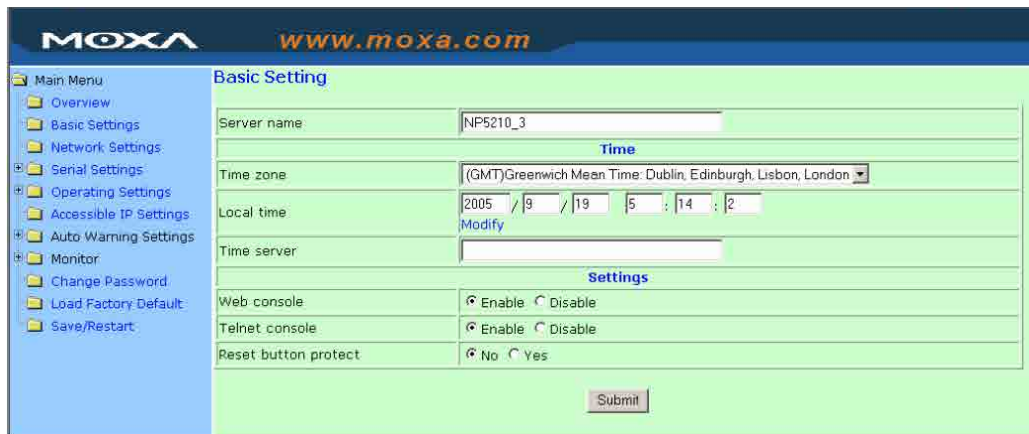 MOXA www.moxa.com
Main Menu
Overview
Basic Settings
Network Settings
Serial Settings
Operating Settings
Accessible IP Settings
Auto Warning Settings
Monitor
Change Password
Load Factory Default
Save/Restart
Basic Setting
Server name NP5210_3
Time
Time zone (GMT)Greenwich Mean Time: Dublin, Edinburgh, Lisbon, London
Local time 2005 / 9 / 19 5 : 14 : 2
Modify
Time server
Settings
Web console Enable Disable
Telnet console Enable Disable
Reset button protect No Yes
Submit